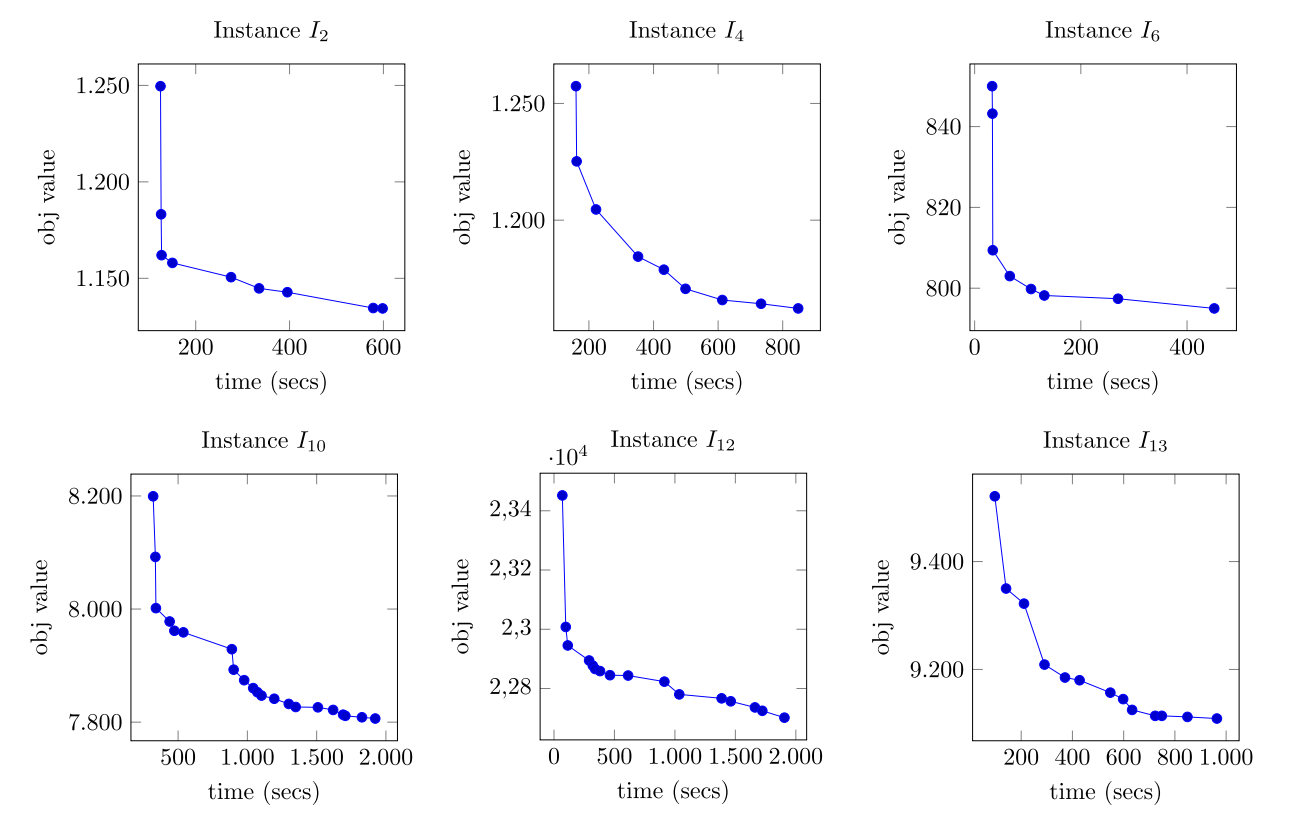 Instance I₂
1.250
1.200
1.150
obj value
200 400 600
time (secs)
Instance I₄
1.250
1.200
obj value
200 400 600 800
time (secs)
Instance I₆
840
820
800
obj value
0 200 400
time (secs)
Instance I₁₀
8.200
8.000
7.800
obj value
500 1.000 1.500 2.000
time (secs)
Instance I₁₂
·10⁴
2,34
2,32
2,3
2,28
obj value
0 500 1.000 1.500 2.000
time (secs)
Instance I₁₃
9.400
9.200
obj value
200 400 600 800 1.000
time (secs)